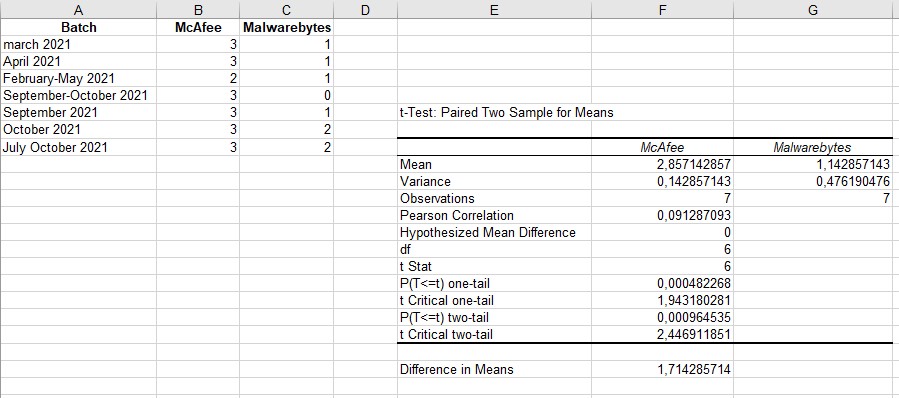 A B C D E F G
Batch McAfee Malwarebytes
march 2021 3 1
April 2021 3 1
February-May 2021 2 1
September-October 2021 3 0
September 2021 3 1 t-Test: Paired Two Sample for Means
October 2021 3 2
July October 2021 3 2 McAfee Malwarebytes
Mean 2,857142857 1,142857143
Variance 0,142857143 0,476190476
Observations 7 7
Pearson Correlation 0,091287093
Hypothesized Mean Difference 0
df 6
t Stat 6
P(T<=t) one-tail 0,000482268
t Critical one-tail 1,943180281
P(T<=t) two-tail 0,000964535
t Critical two-tail 2,446911851
Difference in Means 1,714285714